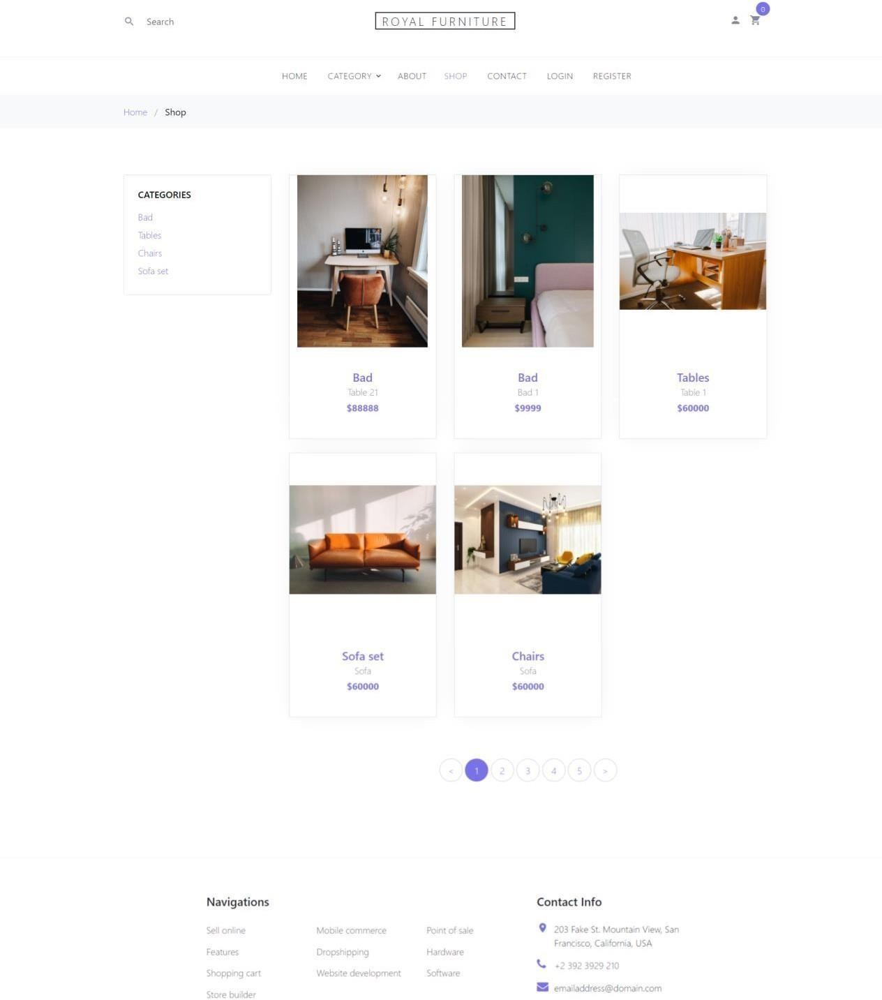 Search
ROYAL FURNITURE
0
HOME CATEGORY ABOUT SHOP CONTACT LOGIN REGISTER
Home / Shop
CATEGORIES
Bad
Tables
Chairs
Sofa set
Bad
Table 21
$88888
Bad
Bad 1
$9999
Tables
Table 1
$60000
Sofa set
Sofa
$60000
Chairs
Sofa
$60000
< 1 2 3 4 5 >
Navigations
Sell online
Features
Shopping cart
Store builder
Mobile commerce
Dropshipping
Website development
Point of sale
Hardware
Software
Contact Info
203 Fake St. Mountain View, San
Francisco, California, USA
+2 392 3929 210
emailaddress@domain.com